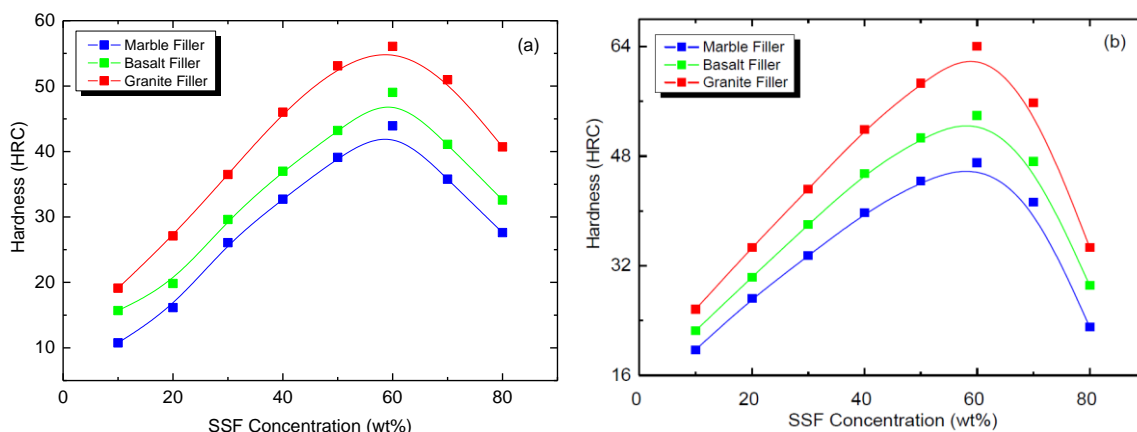 60
50
40
30
20
10
0
20
40
60
80
Hardness (HRC)
SSF Concentration (wt%)
Marble Filler
Basalt Filler
Granite Filler
(a)
64
48
32
16
0
20
40
60
80
Hardness (HRC)
SSF Concentration (wt%)
Marble Filler
Basalt Filler
Granite Filler
(b)